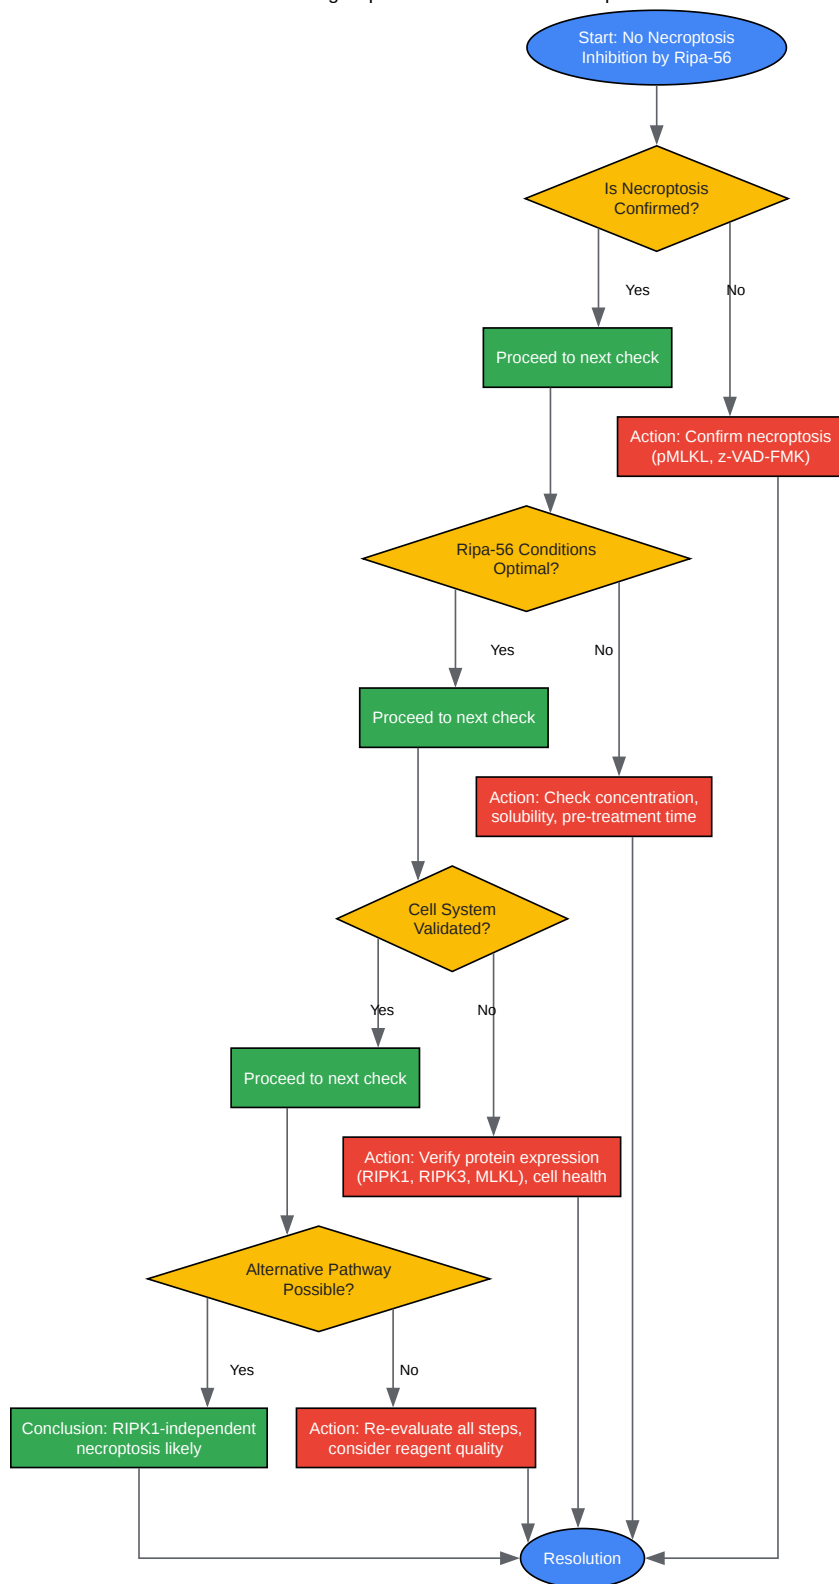 Start: No Necroptosis
Inhibition by Ripa-56
Is Necroptosis
Confirmed?
Yes
No
Proceed to next check
Action: Confirm necroptosis
(pMLKL, z-VAD-FMK)
Ripa-56 Conditions
Optimal?
Yes
No
Proceed to next check
Action: Check concentration,
solubility, pre-treatment time
Cell System
Validated?
Yes
No
Proceed to next check
Action: Verify protein expression
(RIPK1, RIPK3, MLKL), cell health
Alternative Pathway
Possible?
Yes
No
Conclusion: RIPK1-independent
necroptosis likely
Action: Re-evaluate all steps,
consider reagent quality
Resolution